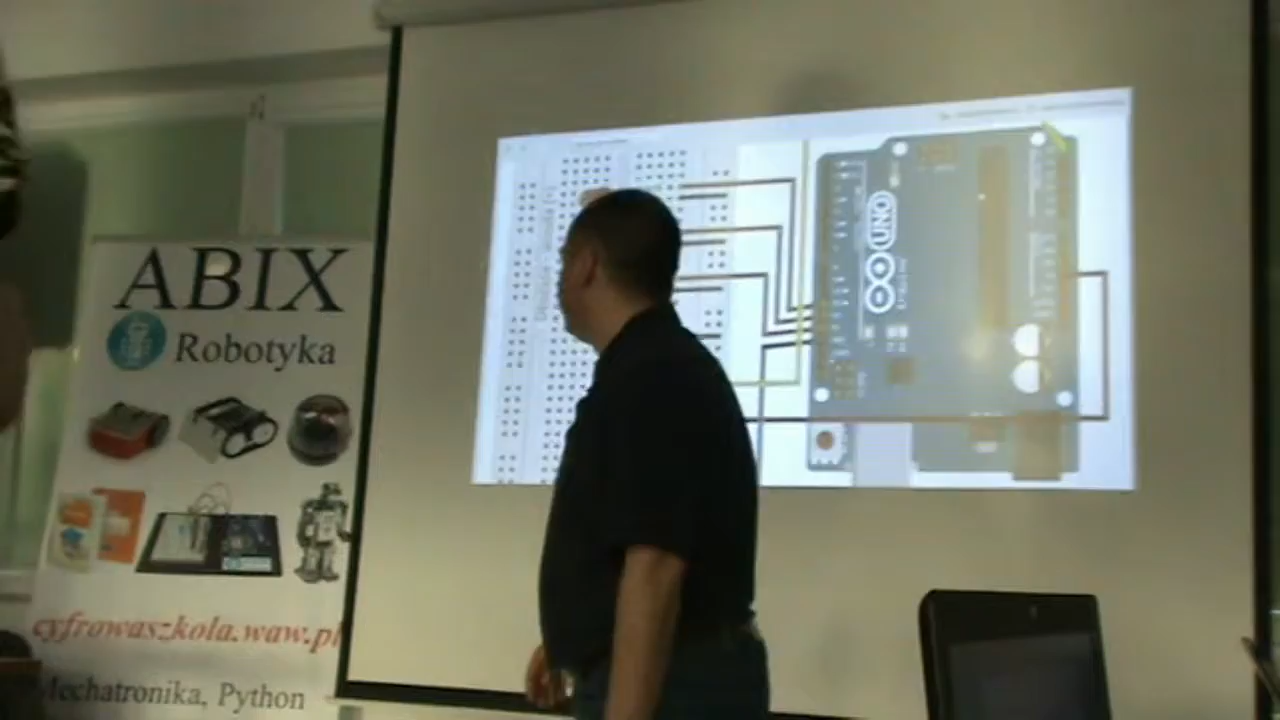 ABIX
Robotyka
cyfrowaszkola.waw.pl
Mechatronika, Python
UNO